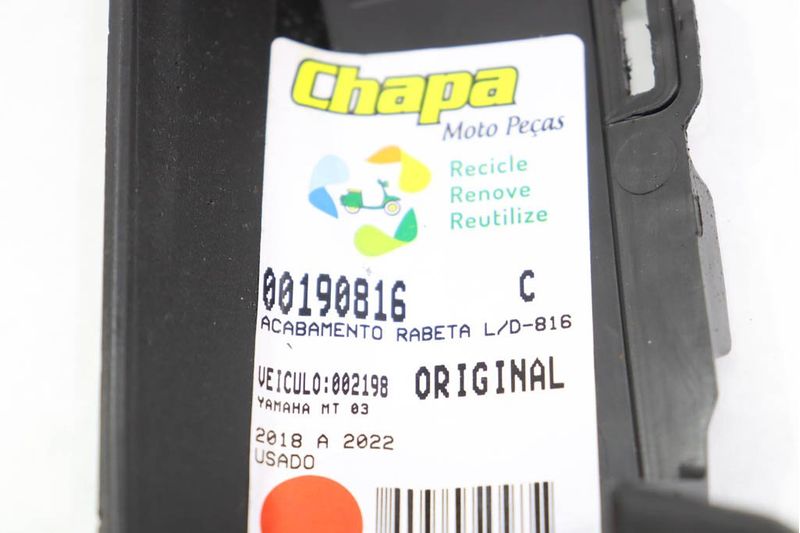 Chapa
Moto Peças
Recicle
Renove
Reutilize
00190816 C
ACABAMENTO RABETA L/D-816
VEICULO:002198 ORIGINAL
YAMAHA MT 03
2018 A 2022
USADO